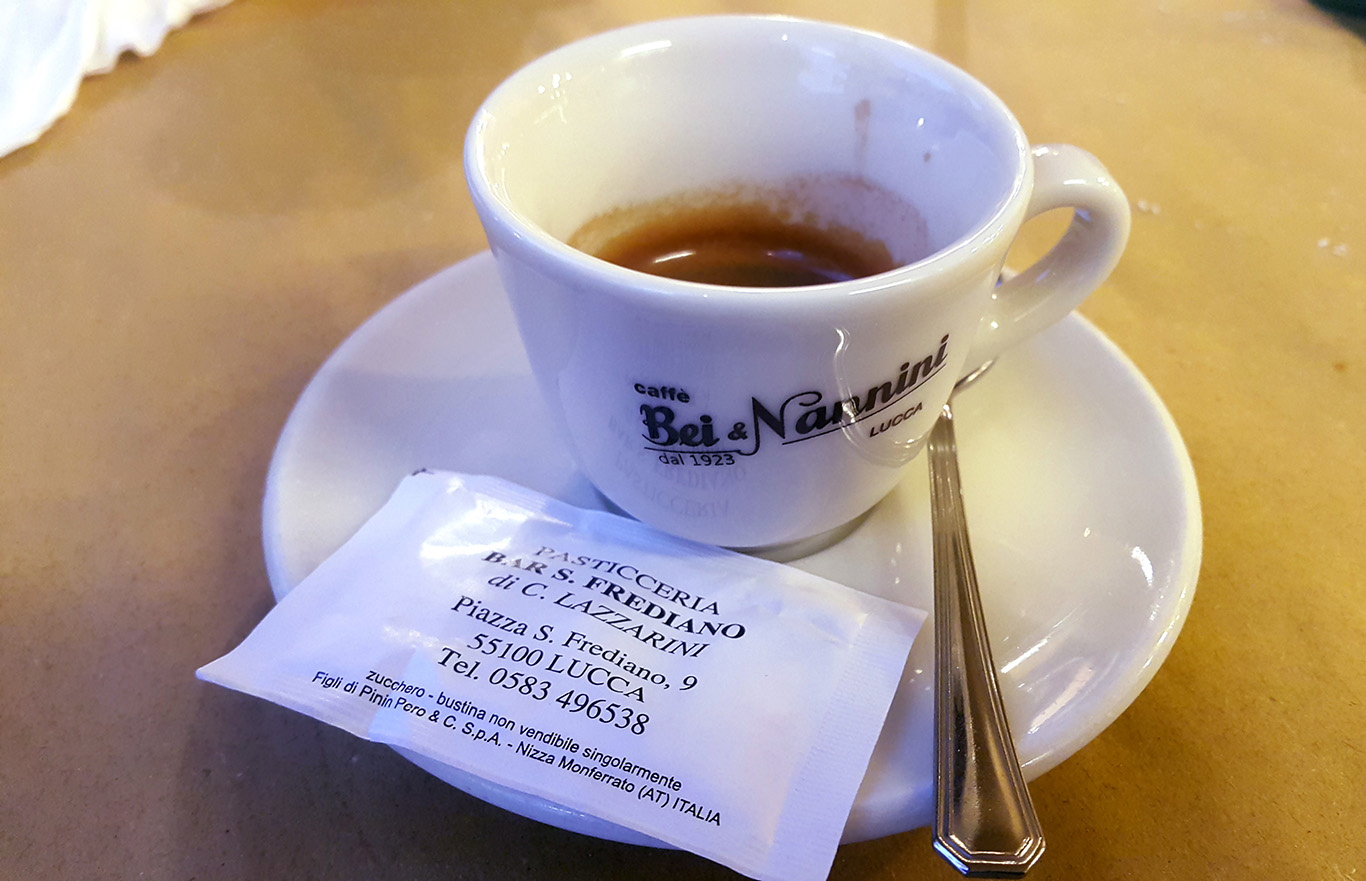 caffè
Bei & Nannini
LUCCA
dal 1923
PASTICCERIA
BAR S. FREDIANO
di C. LAZZARINI
Piazza S. Frediano, 9
55100 LUCCA
Tel. 0583 496538
zucchero - bustina non vendibile singolarmente
Figli di Pinin Pero & C. S.p.A. - Nizza Monferrato (AT) ITALIA